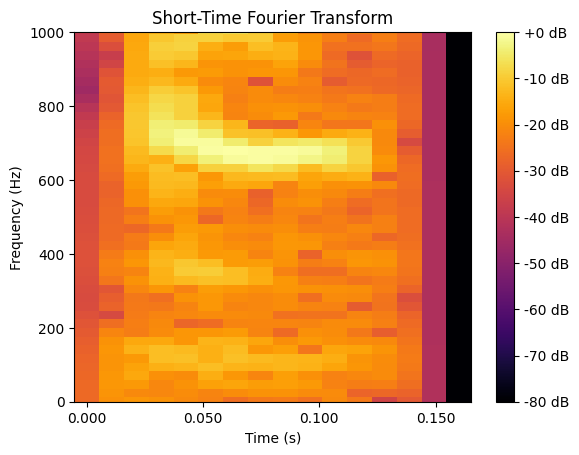 Short-Time Fourier Transform
1000
800
600
400
200
0
Frequency (Hz)
0.000
0.050
0.100
0.150
Time (s)
+0 dB
-10 dB
-20 dB
-30 dB
-40 dB
-50 dB
-60 dB
-70 dB
-80 dB